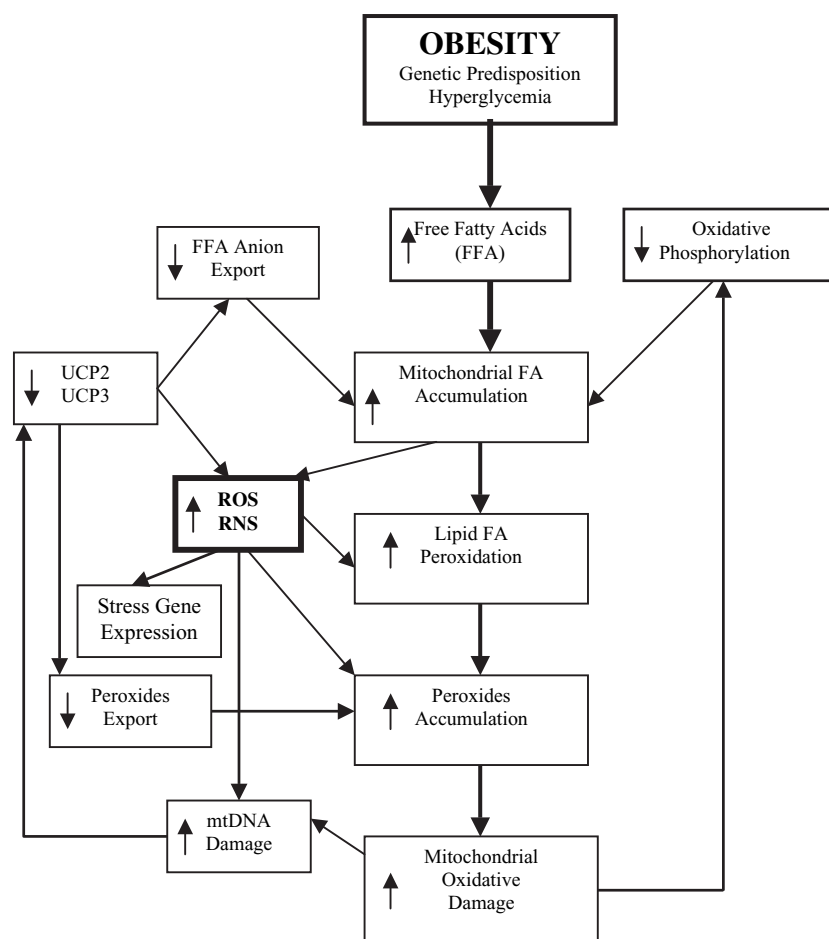 OBESITY
Genetic Predisposition
Hyperglycemia
FFA Anion
Export
Free Fatty Acids
(FFA)
Oxidative
Phosphorylation
UCP2
UCP3
Mitochondrial FA
Accumulation
ROS
RNS
Lipid FA
Peroxidation
Stress Gene
Expression
Peroxides
Export
Peroxides
Accumulation
mtDNA
Damage
Mitochondrial
Oxidative
Damage